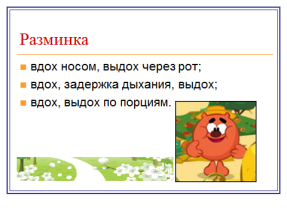 Разминка
вдох носом, выдох через рот;
вдох, задержка дыхания, выдох;
вдох, выдох по порциям.